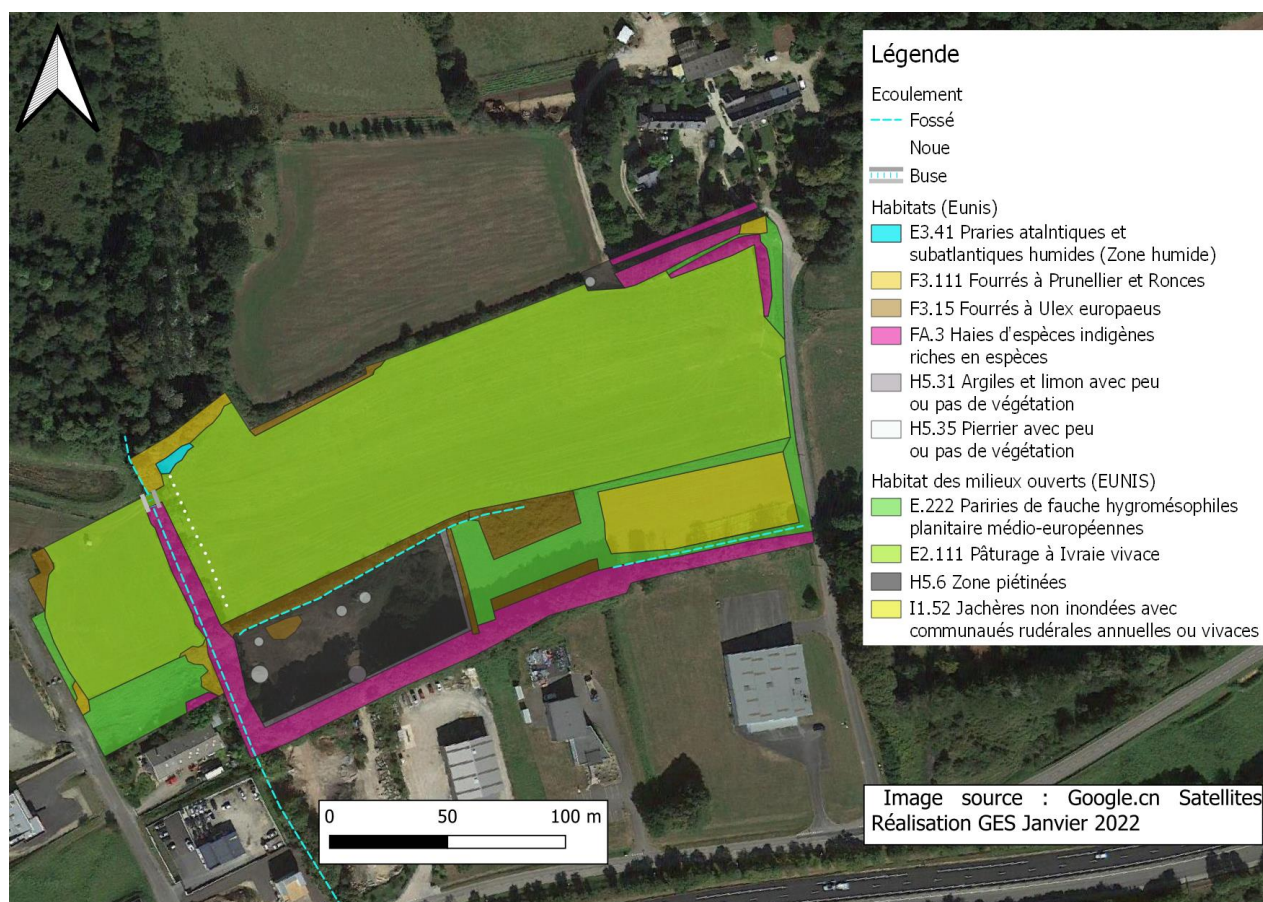 Légende
Ecoulement
Fossé
Noue
Buse
Habitats (Eunis)
E3.41 Praries atalntiques et
subatlantiques humides (Zone humide)
F3.111 Fourrés à Prunellier et Ronces
F3.15 Fourrés à Ulex europaeus
FA.3 Haies d'espèces indigènes
riches en espèces
H5.31 Argiles et limon avec peu
ou pas de végétation
H5.35 Pierrier avec peu
ou pas de végétation
Habitat des milieux ouverts (EUNIS)
E.222 Pariries de fauche hygromésophiles
planitaire médio-européennes
E2.111 Pâturage à Ivraie vivace
H5.6 Zone piétinées
I1.52 Jachères non inondées avec
communaués rudérales annuelles ou vivaces
0 50 100 m
Image source : Google.cn Satellites
Réalisation GES Janvier 2022